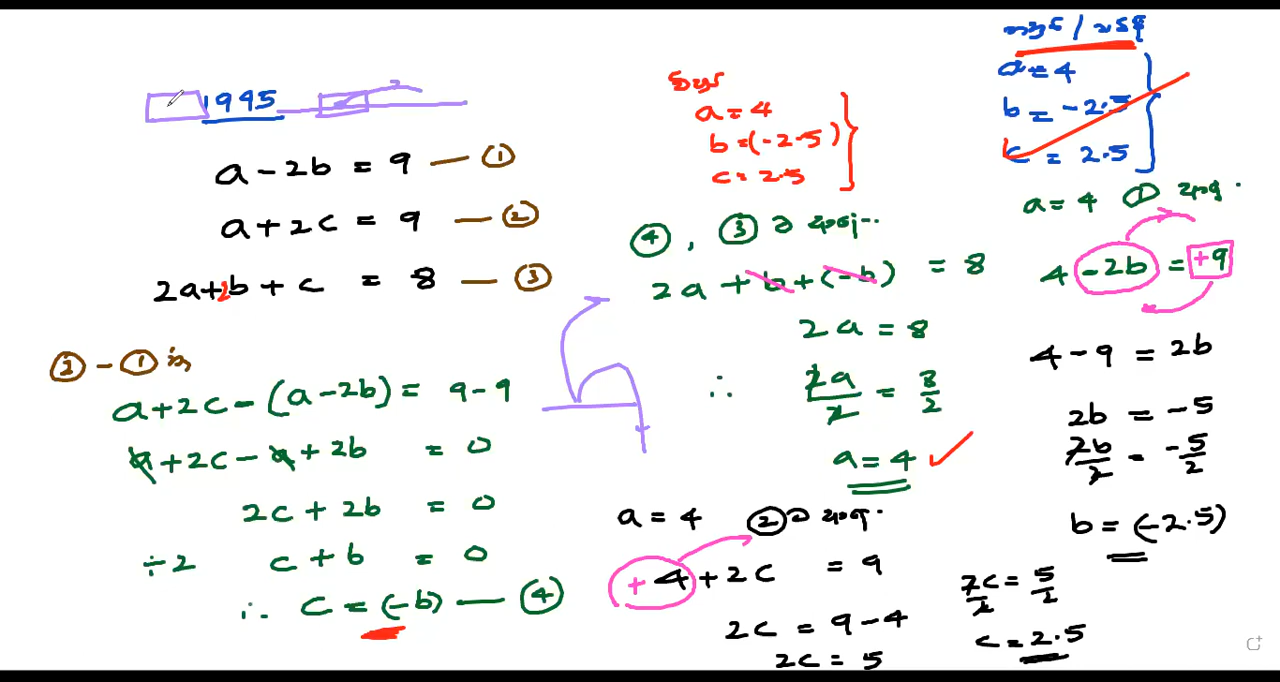 1995
a - 2b = 9 — ①
a + 2c = 9 — ②
2a + 2b + c = 8 — ③
② - ①
a + 2c - (a - 2b) = 9 - 9
a + 2c - a + 2b = 0
2c + 2b = 0
÷2 c + b = 0
∴ c = (-b) — ④
a = 4
b = (-2.5)
c = 2.5
④ , ③
2a + b + (-b) = 8
2a = 8
∴ 2a/2 = 8/2
a = 4
a = 4 ②
+4 + 2c = 9
2c = 9 - 4
2c = 5
2c/2 = 5/2
c = 2.5
a = 4
b = -2.5
c = 2.5
a = 4 ①
4 - 2b = +9
4 - 9 = 2b
2b = -5
2b/2 = -5/2
b = (-2.5)